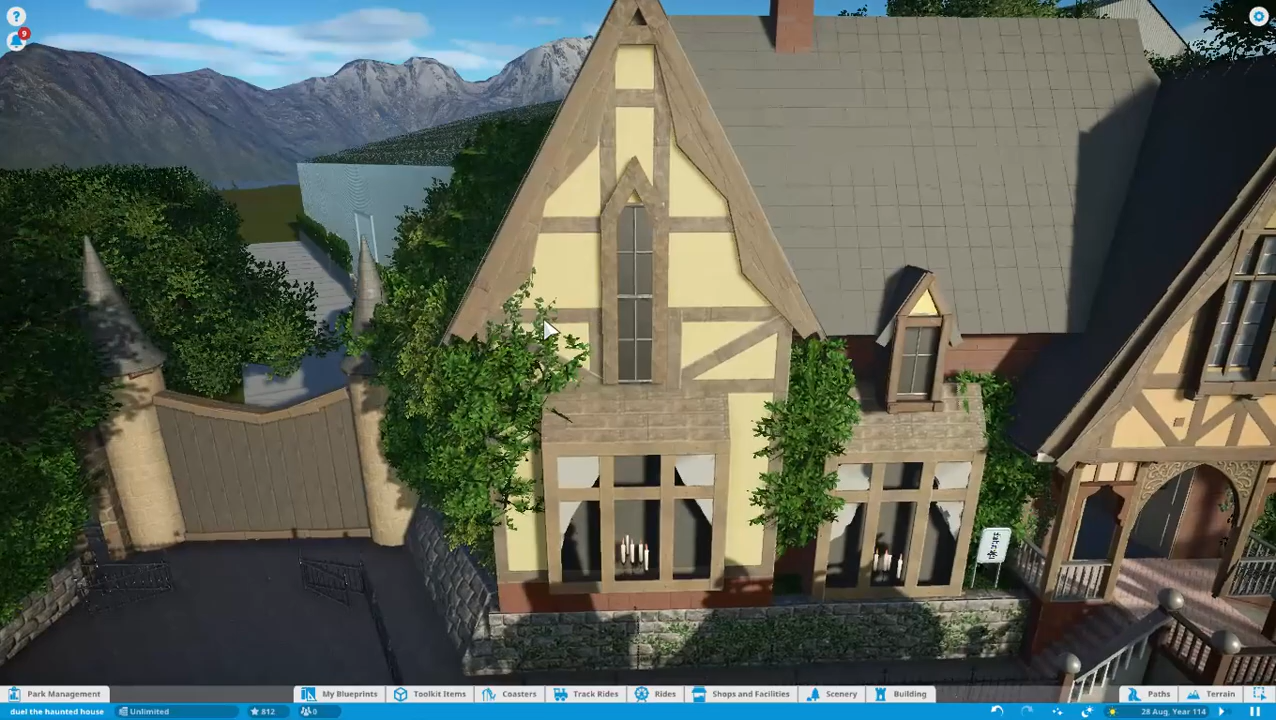 ?
9
Park Management
My Blueprints
Toolkit Items
Coasters
Track Rides
Rides
Shops and Facilities
Scenery
Building
Paths
Terrain
duel the haunted house
Unlimited
812
0
28 Aug, Year 114